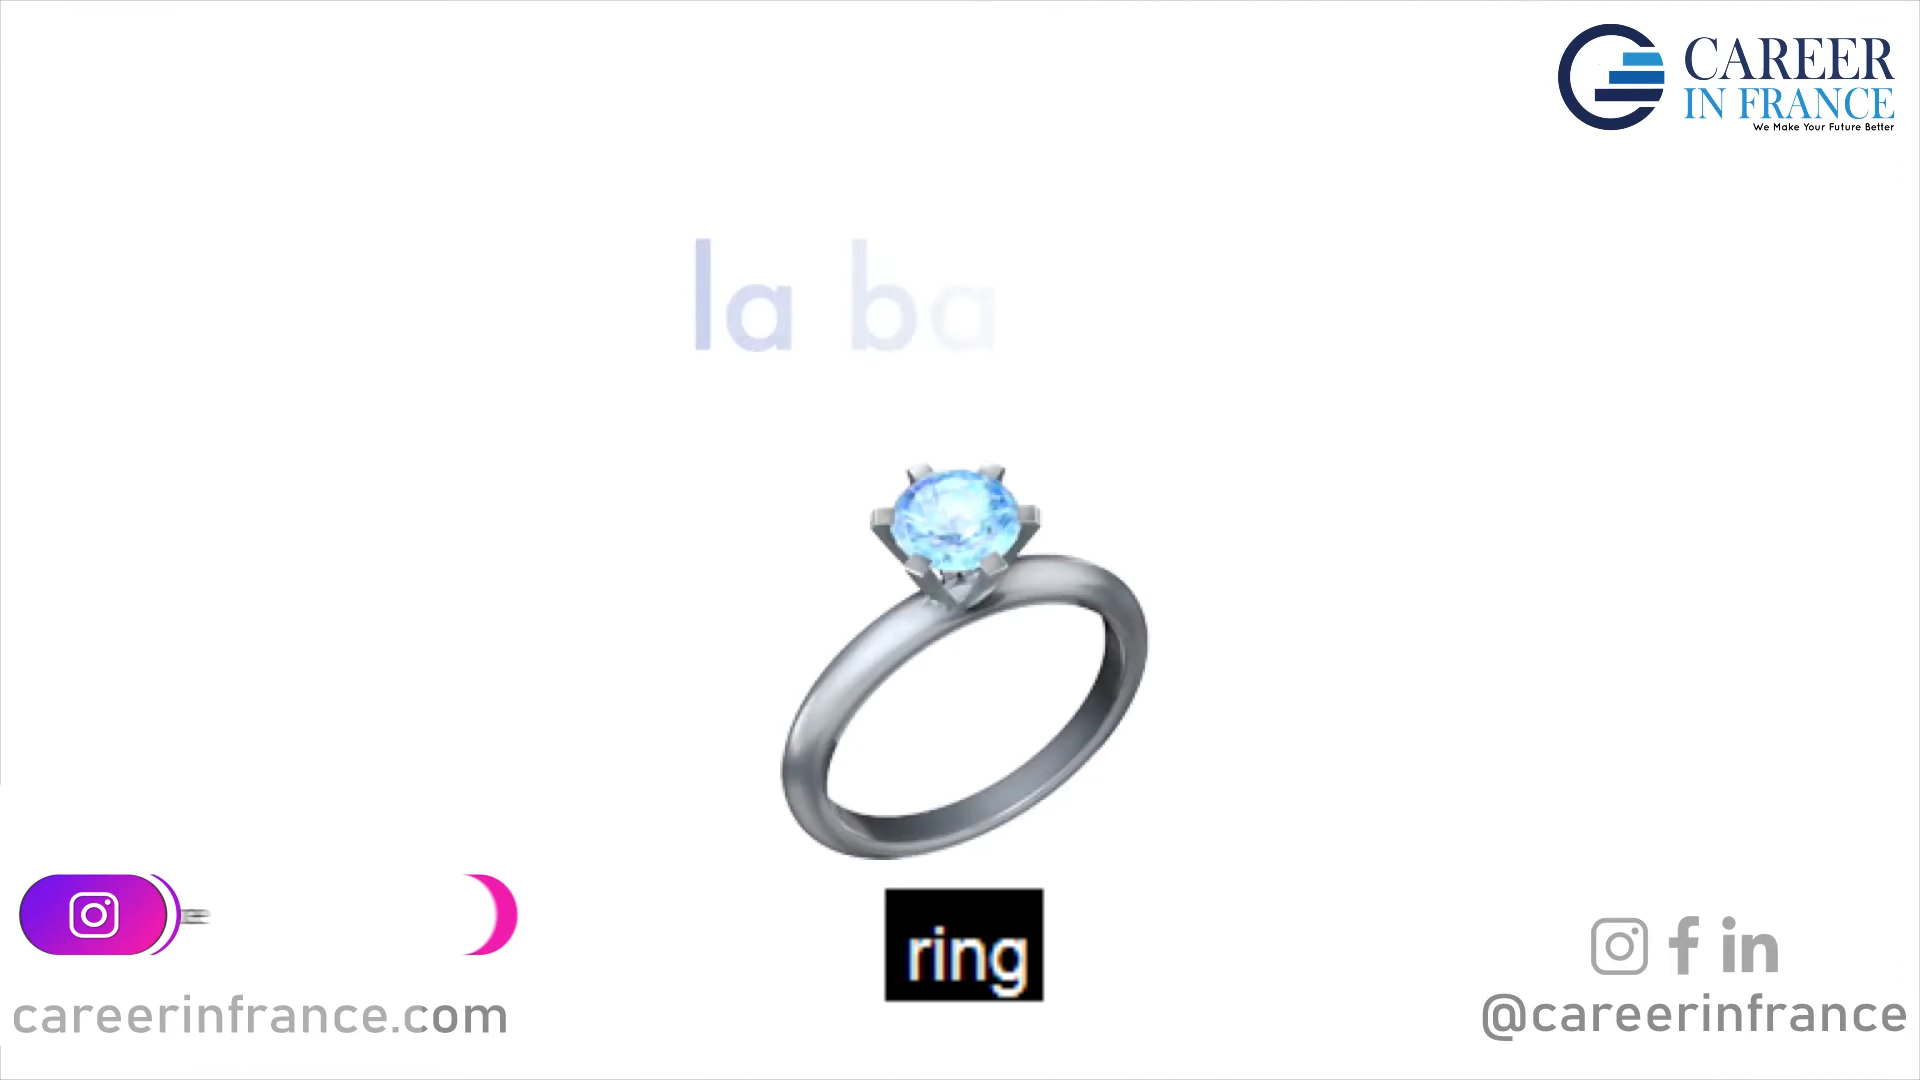 CAREER
IN FRANCE
We Make Your Future Better
la ba
ring
careerinfrance.com
@careerinfrance